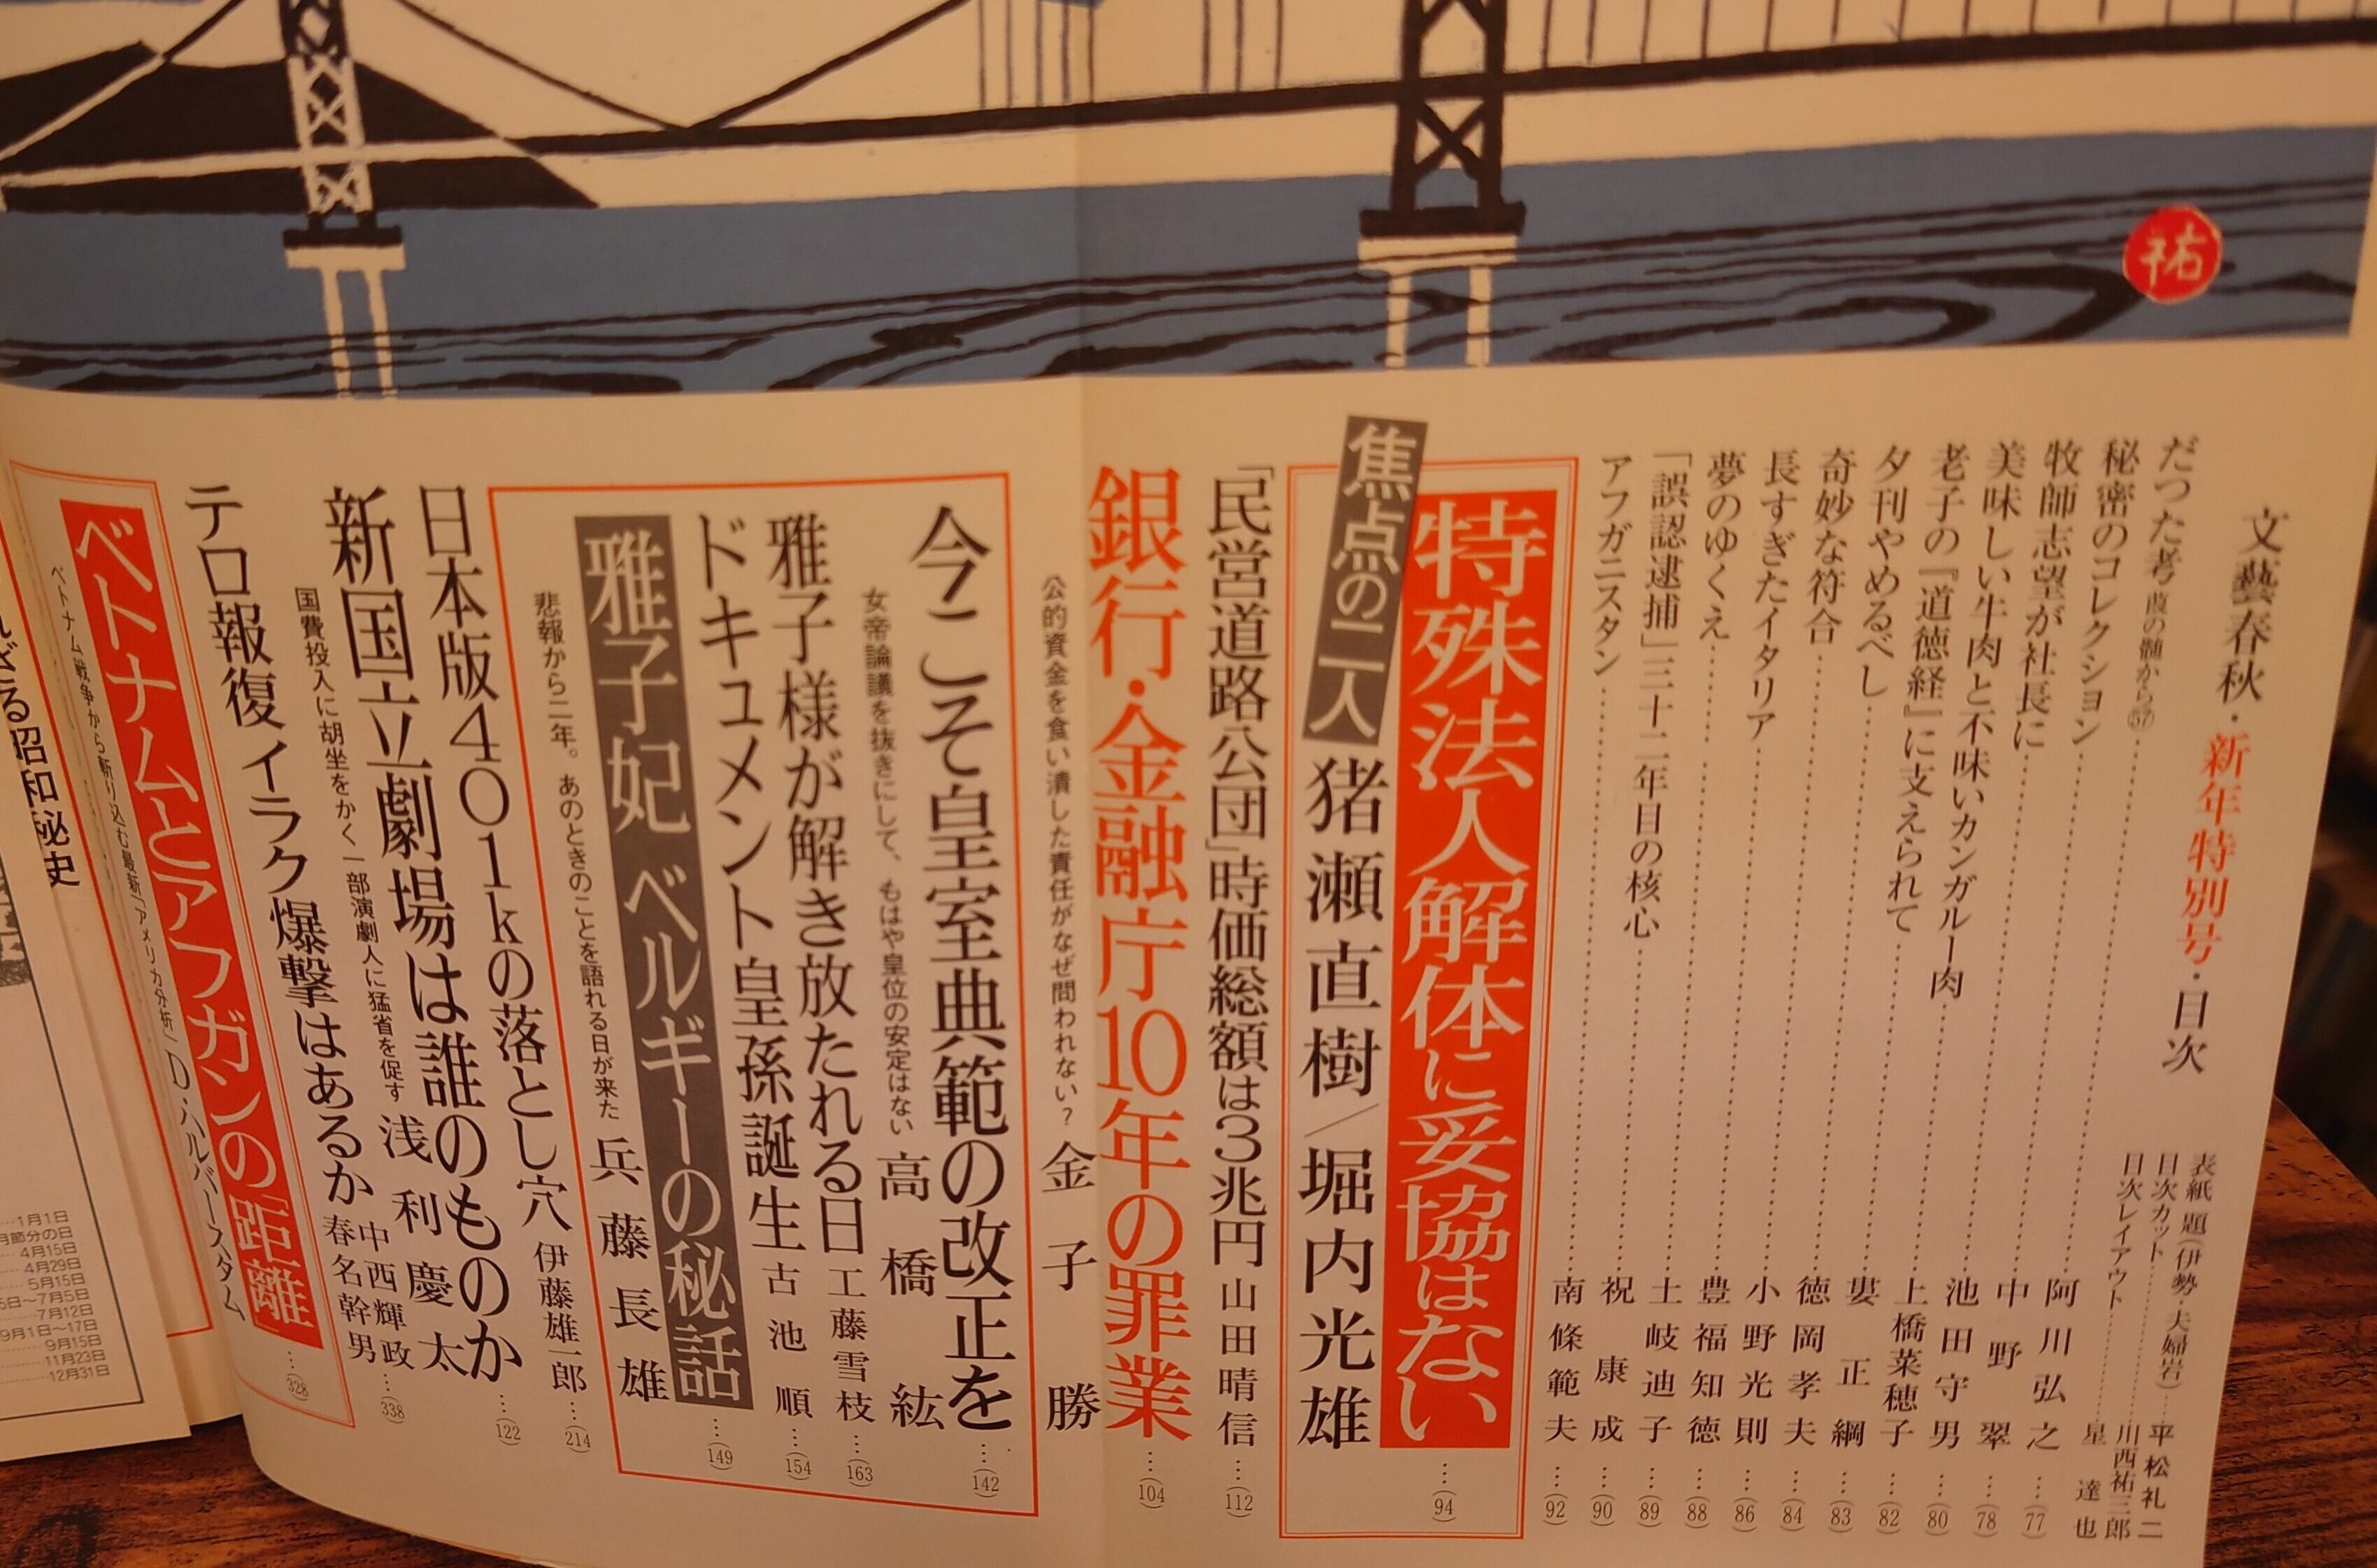 祐
文藝春秋・新年特別号・目次
表紙 題(伊勢・夫婦岩)……平松礼二
目次カット……川西祐三郎
目次レイアウト……星達也
だつた考 葭の髄から㊼……阿川弘之…(77)
秘密のコレクション……中野翠…(78)
牧師志望が社長に……池田守男…(80)
美味しい牛肉と不味いカンガルー肉……上橋菜穂子…(82)
老子の『道徳経』に支えられて……婁正綱…(83)
夕刊やめるべし……徳岡孝夫…(84)
奇妙な符合……小野光則…(86)
長すぎたイタリア……豊福知徳…(88)
夢のゆくえ……土岐迪子…(89)
「誤認逮捕」三十二年目の核心……祝康成…(90)
アフガニスタン……南條範夫…(92)
特殊法人解体に妥協はない…(94)
焦点の二人 猪瀬直樹/堀内光雄
「民営道路公団」時価総額は3兆円 山田晴信…(112)
銀行・金融庁10年の罪業…(104)
公的資金を食い潰した責任がなぜ問われない? 金子勝
今こそ皇室典範の改正を…(142)
女帝論議を抜きにして、もはや皇位の安定はない 高橋紘
雅子様が解き放たれる日 工藤雪枝…(163)
ドキュメント皇孫誕生 古池順…(154)
雅子妃 ベルギーの秘話…(149)
悲報から二年。あのときのことを語れる日が来た 兵藤長雄
日本版401kの落とし穴 伊藤雄一郎…(214)
新国立劇場は誰のものか…(122)
国費投入に胡坐をかく一部演劇人に猛省を促す 浅利慶太
テロ報復 イラク爆撃はあるか 中西輝政 春名幹男…(338)
ベトナムとアフガンの「距離」…(328)
ベトナム戦争から斬り込む最新「アメリカ分析」 D・ハルバースタム
れざる昭和秘史
1月1日
月節分の日
4月15日
4月29日
5月15日
5日〜7月5日
7月12日
9月1日〜17日
9月15日
11月23日
12月31日